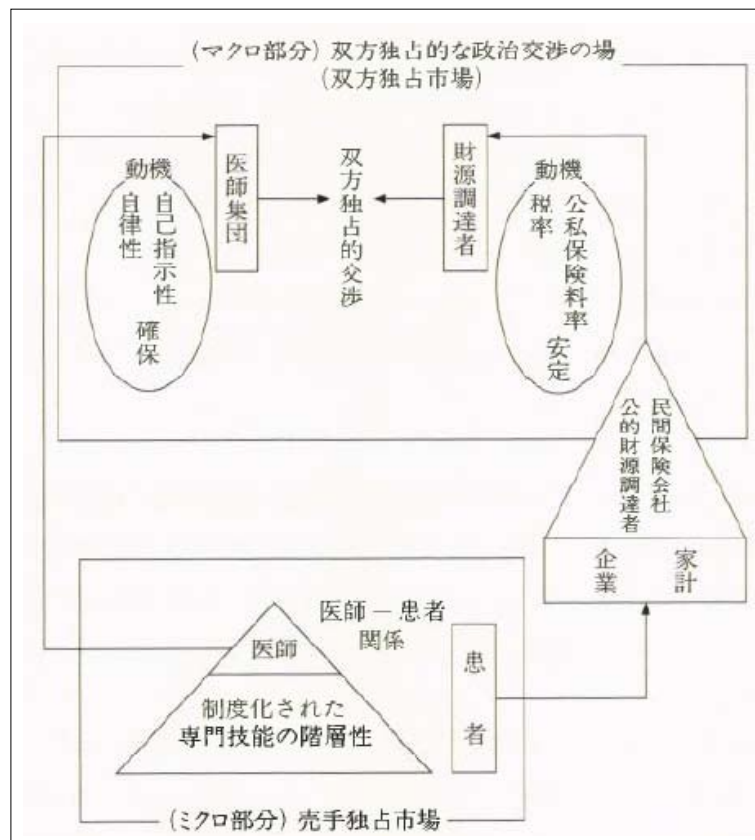 (マクロ部分) 双方独占的な政治交渉の場
(双方独占市場)
動機
自己指示性
自律性
確保
医師集団
双方独占的交渉
財源調達者
動機
公私保険料率
税率
安定
民間保険会社
公的財源調達者
家計
企業
医師－患者
関係
医師
制度化された
専門技能の階層性
患者
(ミクロ部分) 売手独占市場